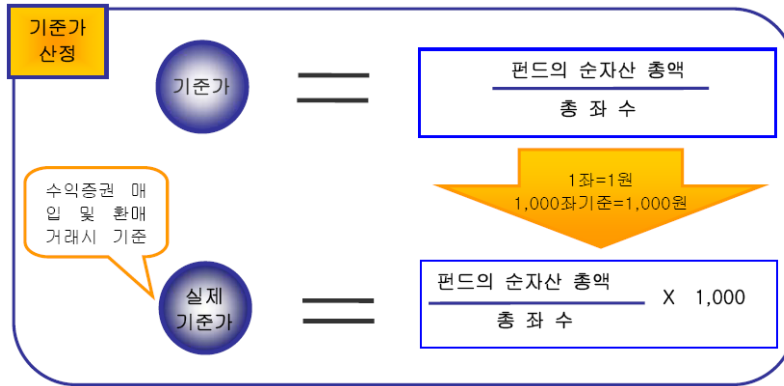 기준가
산정
기준가
펀드의 순자산 총액
총 좌 수
1좌=1원
1,000좌기준=1,000원
수익증권 매
입 및 환매
거래시 기준
실제
기준가
펀드의 순자산 총액
총 좌 수
X 1,000